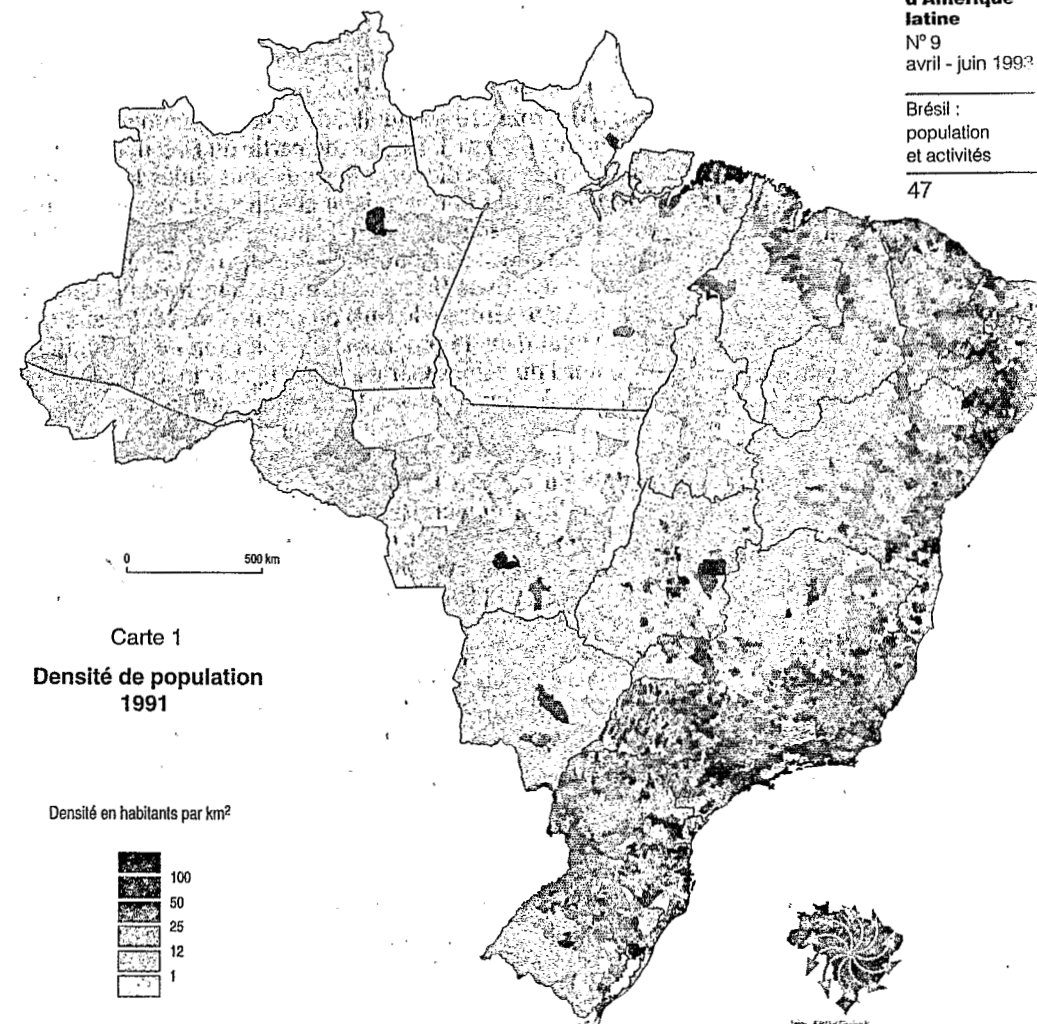 d'Amérique
latine
N° 9
avril - juin 1993
Brésil :
population
et activités
47
0 500 km
Carte 1
Densité de population
1991
Densité en habitants par km²
100
50
25
12
1